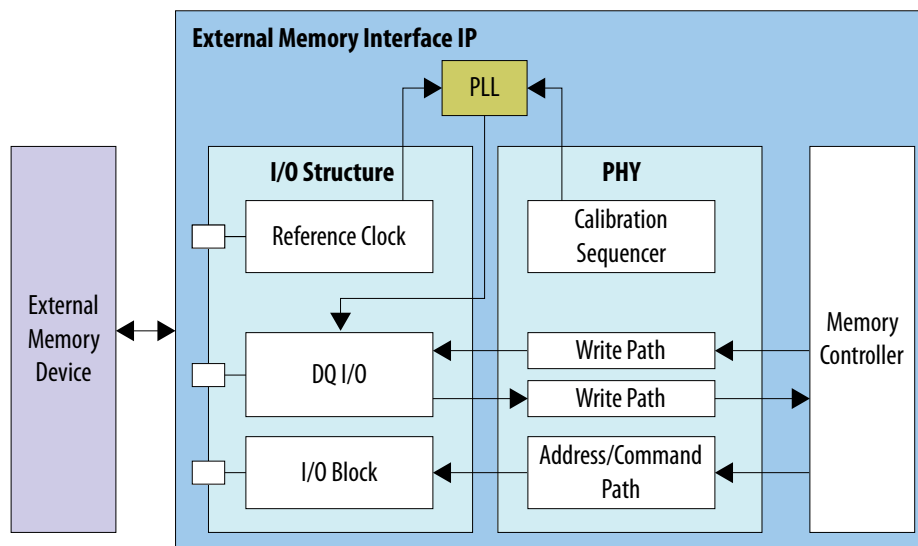 External Memory Interface IP
PLL
I/O Structure
PHY
Reference Clock
Calibration
Sequencer
External
Memory
Device
DQ I/O
Write Path
Write Path
Memory
Controller
I/O Block
Address/Command
Path